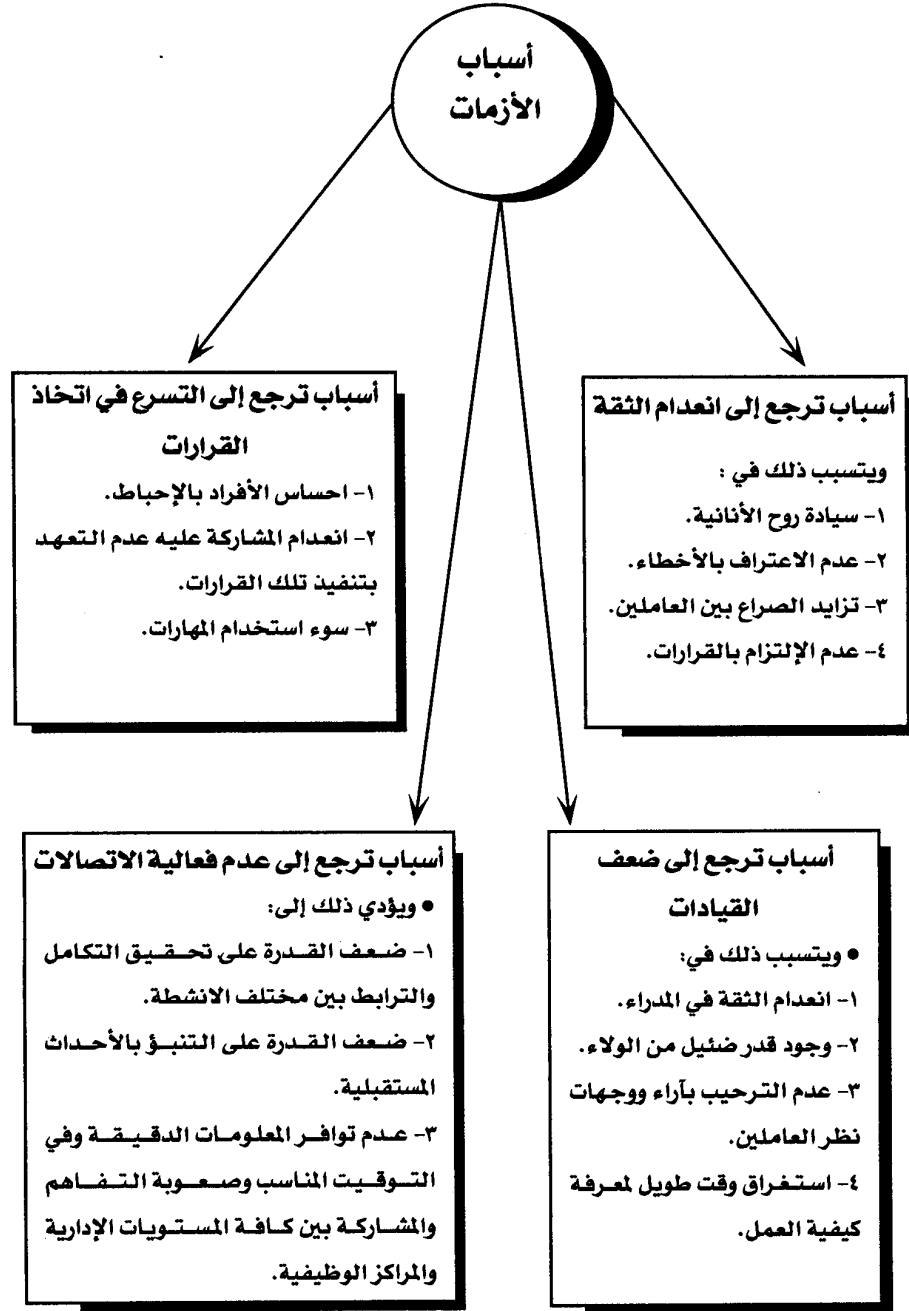 أسباب
الأزمات
أسباب ترجع إلى انعدام الثقة
ويتسبب ذلك في :
١- سيادة روح الأنانية.
٢- عدم الاعتراف بالأخطاء.
٣- تزايد الصراع بين العاملين.
٤- عدم الإلتزام بالقرارات.
أسباب ترجع إلى التسرع في اتخاذ
القرارات
١- احساس الأفراد بالإحباط.
٢- انعدام المشاركة عليه عدم التعهد
بتنفيذ تلك القرارات.
٣- سوء استخدام المهارات.
أسباب ترجع إلى ضعف
القيادات
• ويتسبب ذلك في:
١- انعدام الثقة في المدراء.
٢- وجود قدر ضئيل من الولاء.
٣- عدم الترحيب بآراء ووجهات
نظر العاملين.
٤- استغراق وقت طويل لمعرفة
كيفية العمل.
أسباب ترجع إلى عدم فعالية الاتصالات
• ويؤدي ذلك إلى:
١- ضعف القدرة على تحقيق التكامل
والترابط بين مختلف الانشطة.
٢- ضعف القدرة على التنبؤ بالأحداث
المستقبلية.
٣- عدم توافر المعلومات الدقيقة وفي
التوقيت المناسب وصعوبة التفاهم
والمشاركة بين كافة المستويات الإدارية
والمراكز الوظيفية.